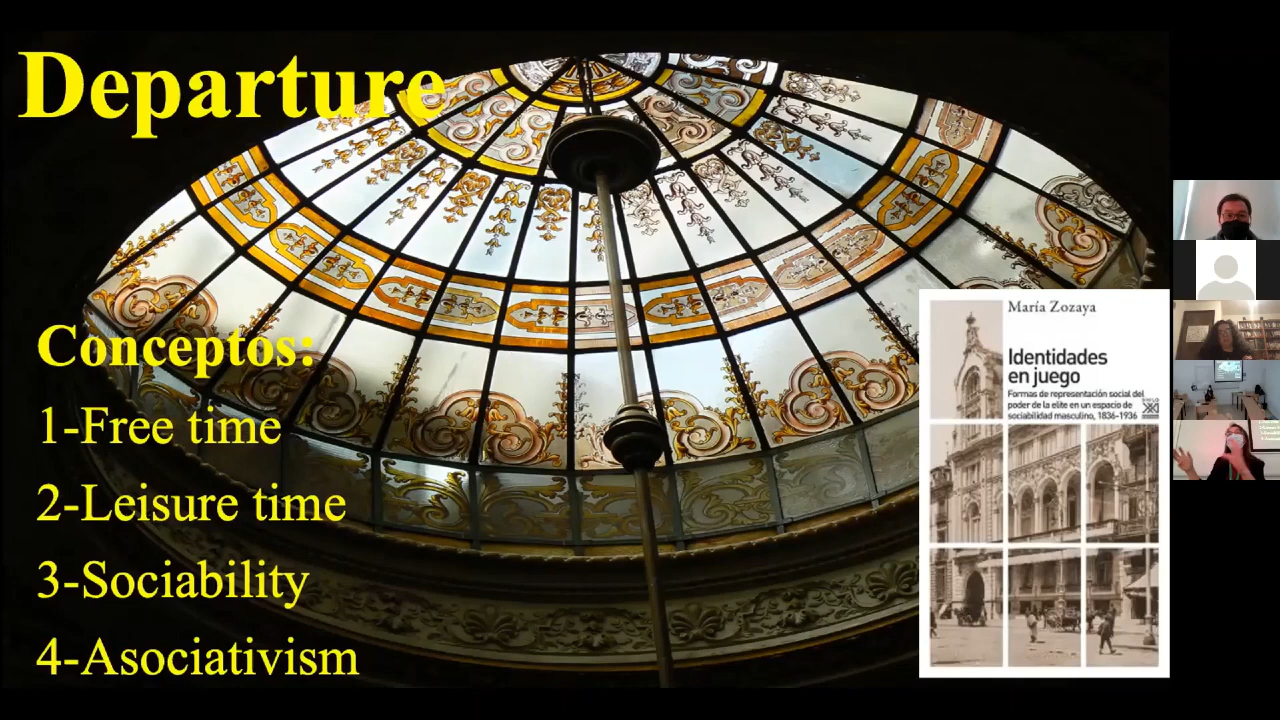 Departure
Conceptos:
1-Free time
2-Leisure time
3-Sociability
4-Asociativism
María Zozaya
Identidades
en juego
Formas de representación social del
poder de la elite en un espacio de
sociabilidad masculino, 1836-1936